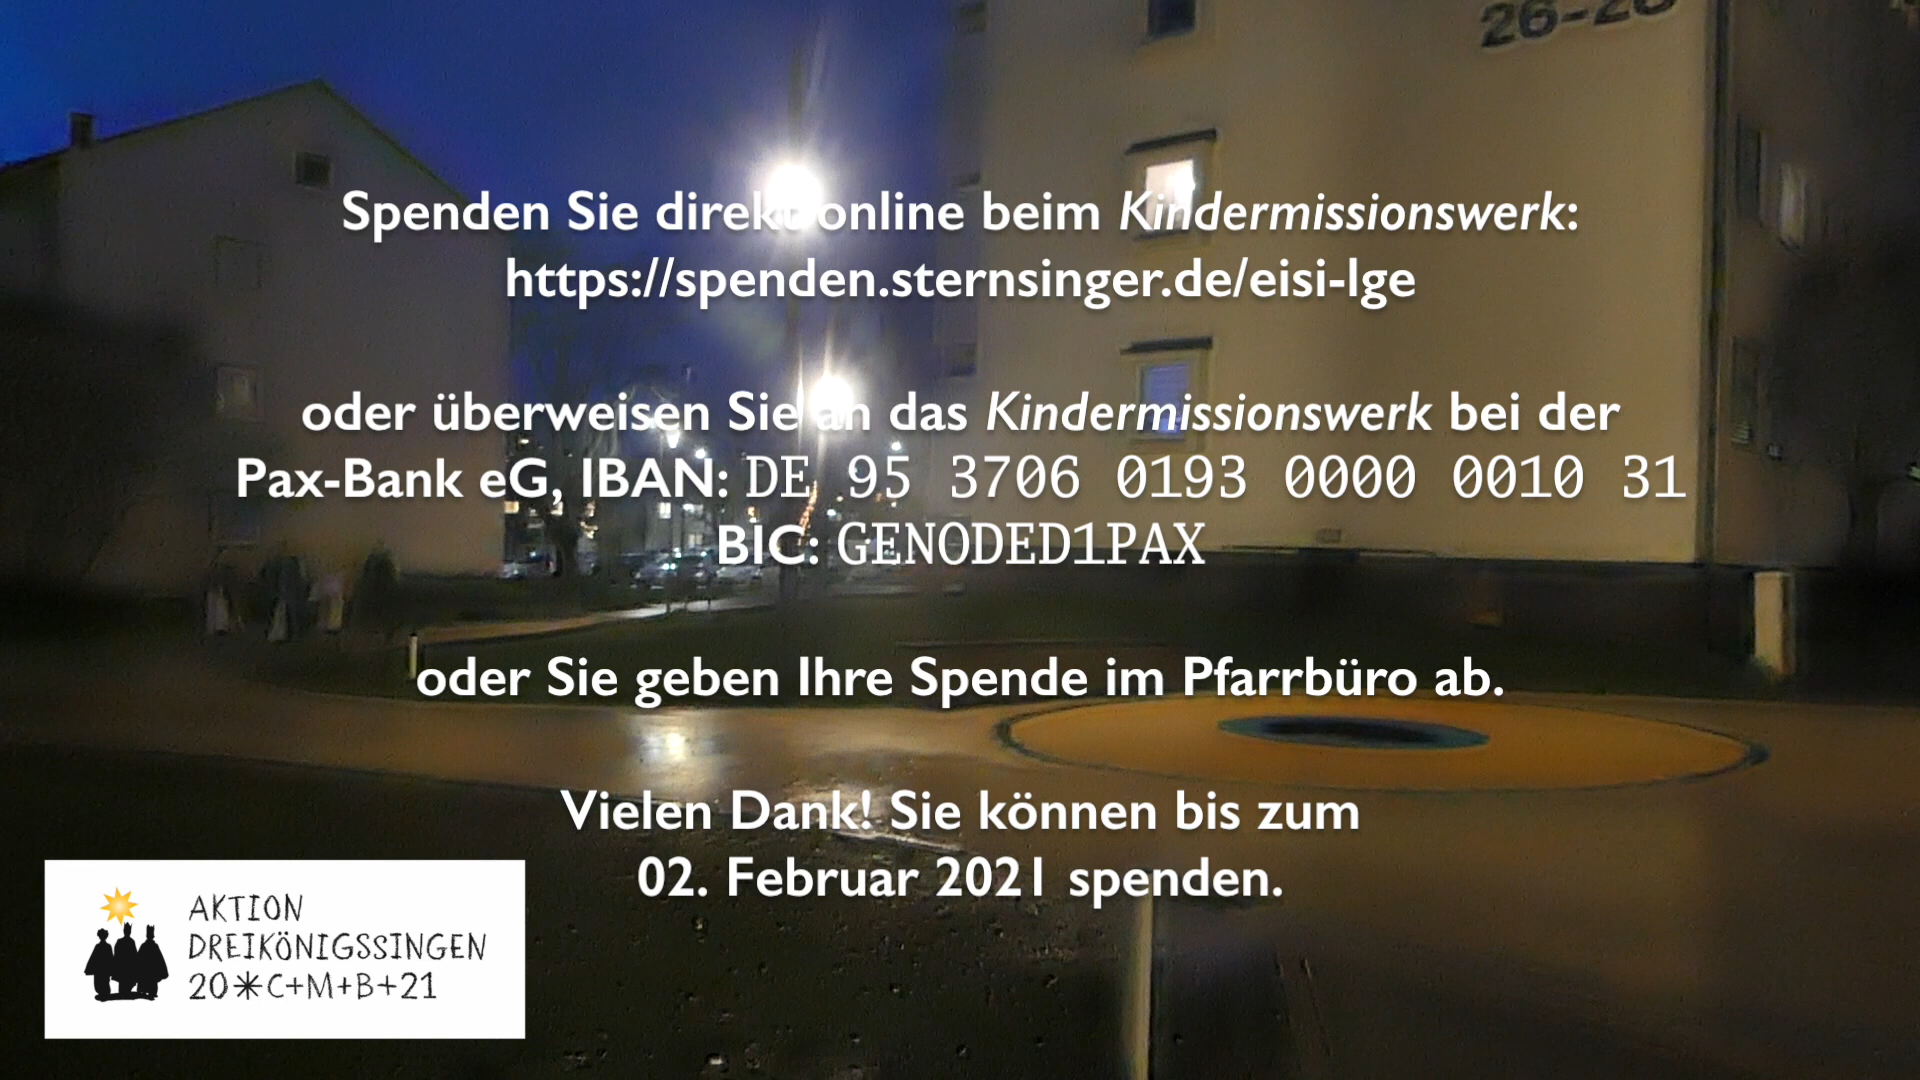 26-28
Spenden Sie direkt online beim Kindermissionswerk:
https://spenden.sternsinger.de/eisi-lge
oder überweisen Sie an das Kindermissionswerk bei der
Pax-Bank eG, IBAN: DE 95 3706 0193 0000 0010 31
BIC: GENODED1PAX
oder Sie geben Ihre Spende im Pfarrbüro ab.
Vielen Dank! Sie können bis zum
02. Februar 2021 spenden.
AKTION
DREIKÖNIGSSINGEN
20*C+M+B+21